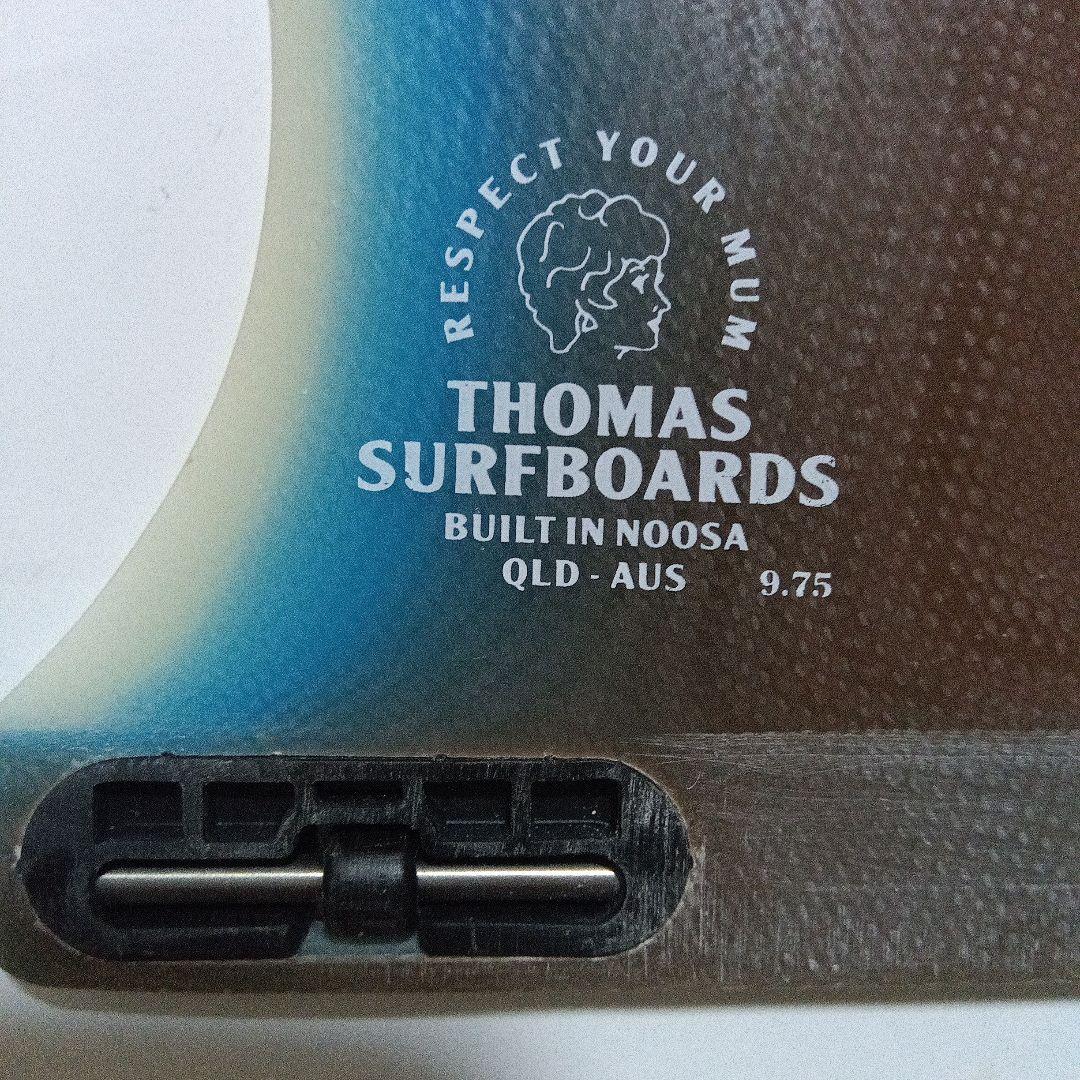 RESPECT YOUR MUM
THOMAS
SURFBOARDS
BUILT IN NOOSA
QLD - AUS 9.75